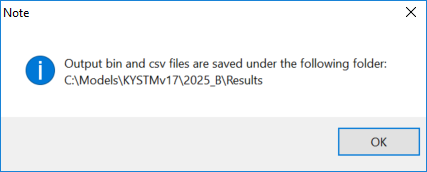 Note
Output bin and csv files are saved under the following folder:
C:\Models\KYSTMv17\2025_B\Results
OK